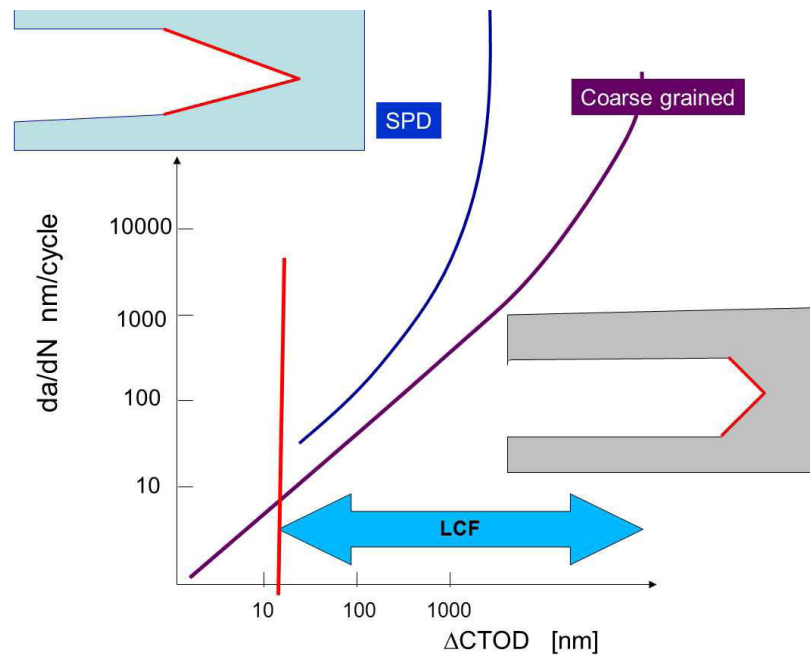 SPD
Coarse grained
da/dN nm/cycle
10000
1000
100
10
LCF
10
100
1000
ΔCTOD [nm]